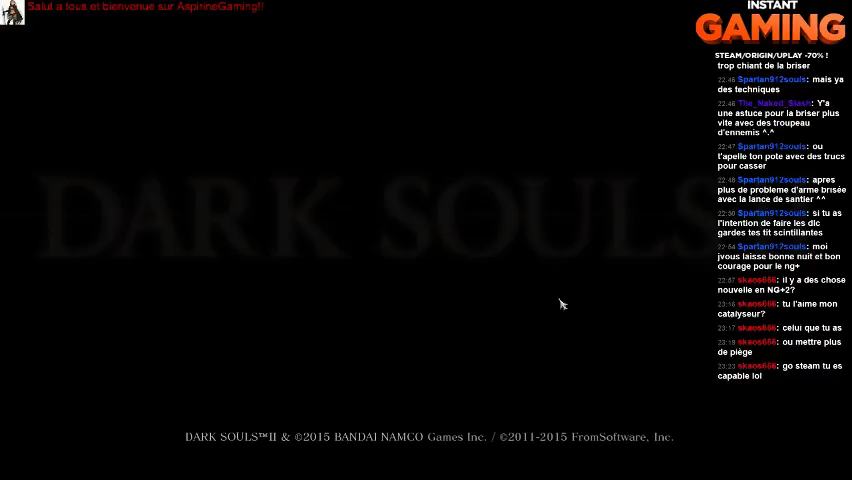 Salut a tous et bienvenue sur AspirineGaming!!
INSTANT
GAMING
STEAM/ORIGIN/UPLAY -70% !
trop chiant de la briser
22:46 Spartan912souls: mais ya
des techniques
22:46 The_Naked_Slash: Y'a
une astuce pour la briser plus
vite avec des troupeau
d'ennemis ^.^
22:47 Spartan912souls: ou
t'apelle ton pote avec des trucs
pour casser
22:48 Spartan912souls: apres
plus de probleme d'arme brisée
avec la lance de santier ^^
22:50 Spartan912souls: si tu as
l'intention de faire les dlc
gardes tes tit scintillantes
22:54 Spartan912souls: moi
jvous laisse bonne nuit et bon
courage pour le ng+
22:57 skaos666: il y a des chose
nouvelle en NG+2?
23:16 skaos666: tu l'aime mon
catalyseur?
23:17 skaos666: celui que tu as
23:19 skaos666: ou mettre plus
de piège
23:23 skaos666: go steam tu es
capable lol
DARK SOULS
DARK SOULS™II & ©2015 BANDAI NAMCO Games Inc. / ©2011-2015 FromSoftware, Inc.